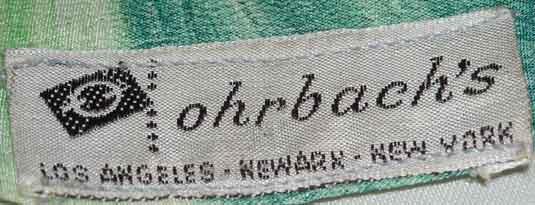 ohrbach's
LOS ANGELES - NEWARK - NEW YORK